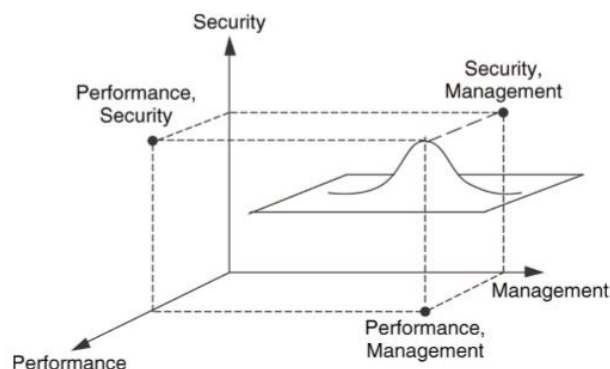 Security
Performance,
Security
Security,
Management
Management
Performance,
Management
Performance